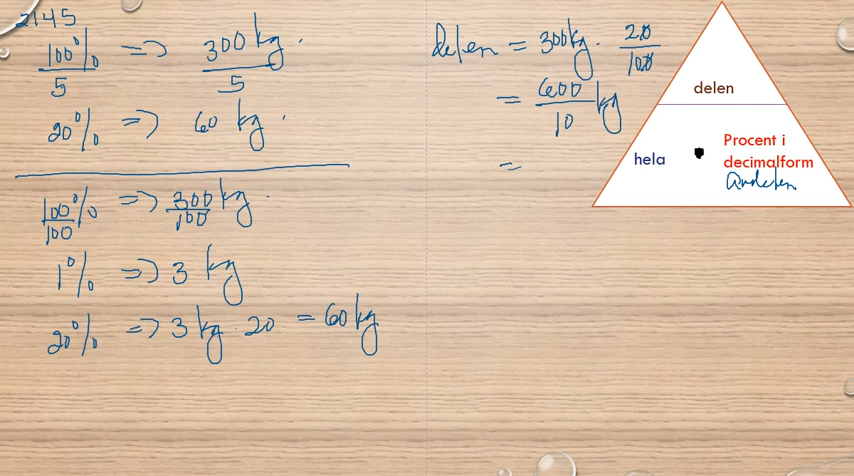 2145
100% => 300 kg.
5 5
20% => 60 kg.
100% => 300 kg.
100 100
1% => 3 kg
20% => 3 kg · 20 = 60 kg
delen = 300 kg · 20
100
= 600 kg
10
=
delen
hela • Procent i
decimalform
Andelen